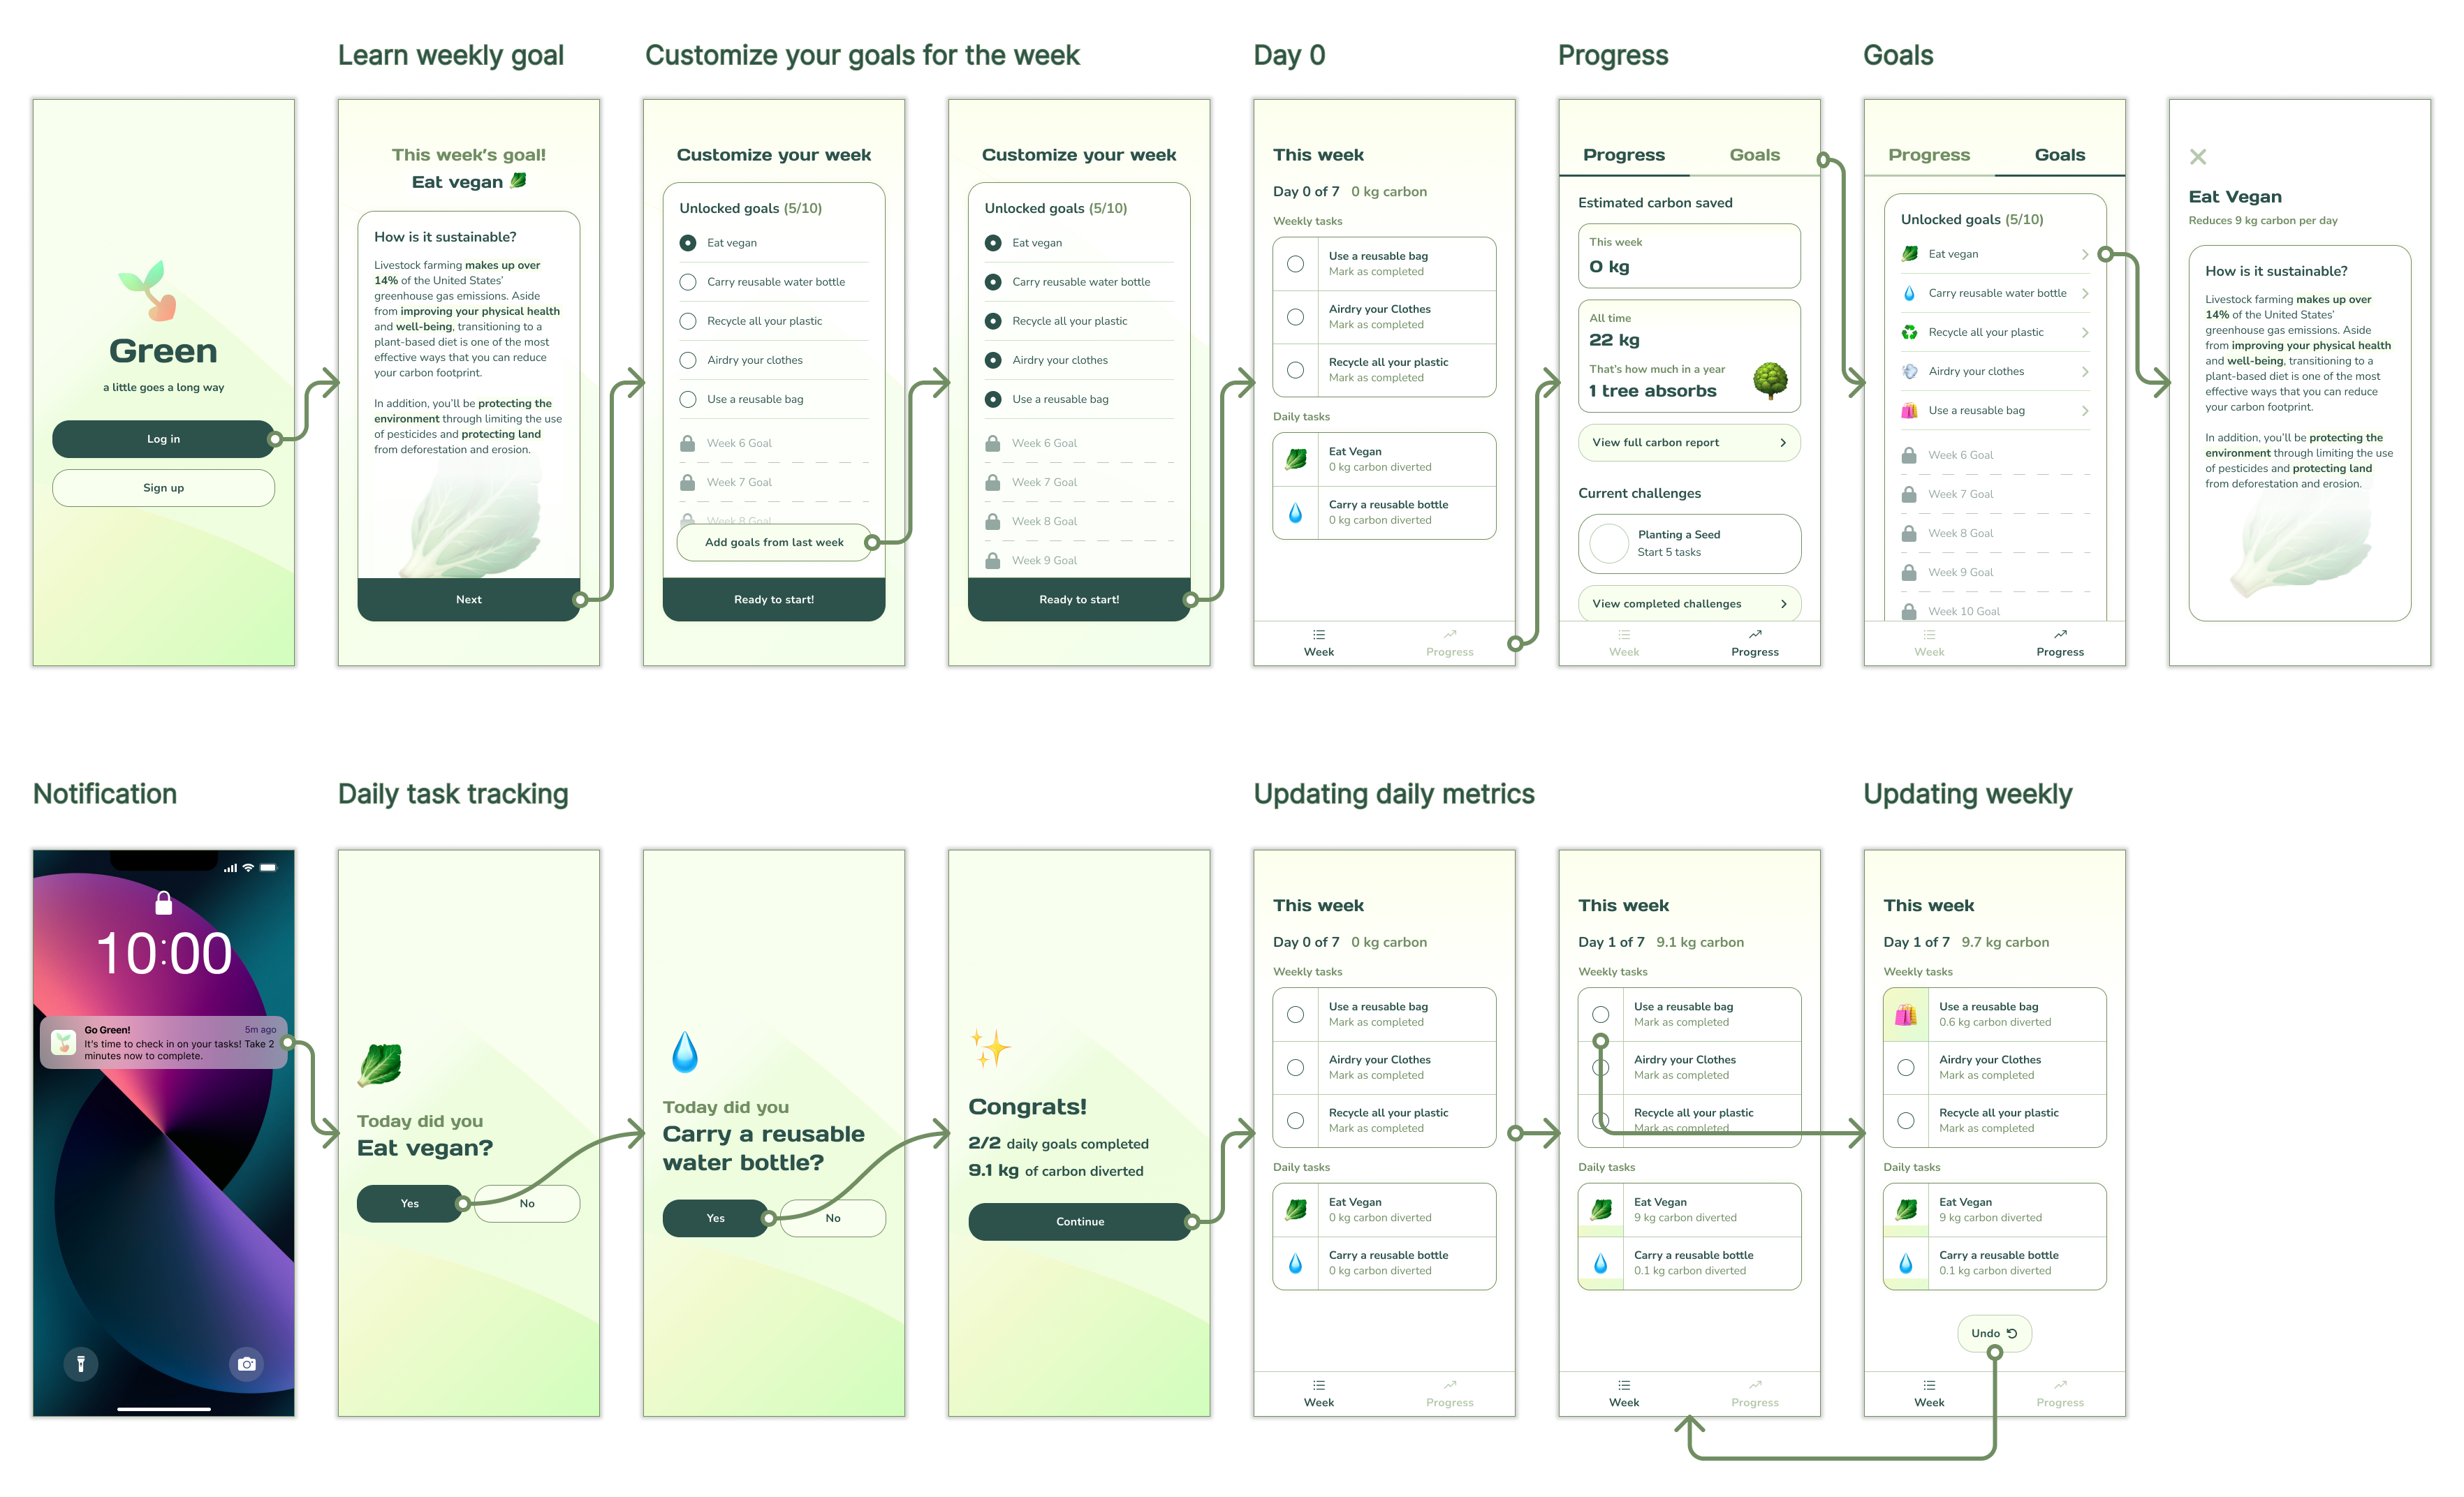 Learn weekly goal
Customize your goals for the week
Day 0
Progress
Goals
Green
a little goes a long way
Log in
Sign up
This week's goal!
Eat vegan
How is it sustainable?
Livestock farming makes up over
14% of the United States'
greenhouse gas emissions. Aside
from improving your physical health
and well-being, transitioning to a
plant-based diet is one of the most
effective ways that you can reduce
your carbon footprint.
In addition, you'll be protecting the
environment through limiting the use
of pesticides and protecting land
from deforestation and erosion.
Next
Customize your week
Unlocked goals (5/10)
Eat vegan
Carry reusable water bottle
Recycle all your plastic
Airdry your clothes
Use a reusable bag
Week 6 Goal
Week 7 Goal
Week 8 Goal
Add goals from last week
Ready to start!
Customize your week
Unlocked goals (5/10)
Eat vegan
Carry reusable water bottle
Recycle all your plastic
Airdry your clothes
Use a reusable bag
Week 6 Goal
Week 7 Goal
Week 8 Goal
Week 9 Goal
Ready to start!
This week
Day 0 of 7 0 kg carbon
Weekly tasks
Use a reusable bag
Mark as completed
Airdry your Clothes
Mark as completed
Recycle all your plastic
Mark as completed
Daily tasks
Eat Vegan
0 kg carbon diverted
Carry a reusable bottle
0 kg carbon diverted
Week Progress
Progress Goals
Estimated carbon saved
This week
0 kg
All time
22 kg
That's how much in a year
1 tree absorbs
View full carbon report
Current challenges
Planting a Seed
Start 5 tasks
View completed challenges
Week Progress
Progress Goals
Unlocked goals (5/10)
Eat vegan
Carry reusable water bottle
Recycle all your plastic
Airdry your clothes
Use a reusable bag
Week 6 Goal
Week 7 Goal
Week 8 Goal
Week 9 Goal
Week 10 Goal
Week Progress
Eat Vegan
Reduces 9 kg carbon per day
How is it sustainable?
Livestock farming makes up over
14% of the United States'
greenhouse gas emissions. Aside
from improving your physical health
and well-being, transitioning to a
plant-based diet is one of the most
effective ways that you can reduce
your carbon footprint.
In addition, you'll be protecting the
environment through limiting the use
of pesticides and protecting land
from deforestation and erosion.
Notification
Daily task tracking
Updating daily metrics
Updating weekly
10:00
Go Green! 5m ago
It's time to check in on your tasks! Take 2
minutes now to complete.
Today did you
Eat vegan?
Yes No
Today did you
Carry a reusable
water bottle?
Yes No
Congrats!
2/2 daily goals completed
9.1 kg of carbon diverted
Continue
This week
Day 0 of 7 0 kg carbon
Weekly tasks
Use a reusable bag
Mark as completed
Airdry your Clothes
Mark as completed
Recycle all your plastic
Mark as completed
Daily tasks
Eat Vegan
0 kg carbon diverted
Carry a reusable bottle
0 kg carbon diverted
Week Progress
This week
Day 1 of 7 9.1 kg carbon
Weekly tasks
Use a reusable bag
Mark as completed
Airdry your Clothes
Mark as completed
Recycle all your plastic
Mark as completed
Daily tasks
Eat Vegan
9 kg carbon diverted
Carry a reusable bottle
0.1 kg carbon diverted
Week Progress
This week
Day 1 of 7 9.7 kg carbon
Weekly tasks
Use a reusable bag
0.6 kg carbon diverted
Airdry your Clothes
Mark as completed
Recycle all your plastic
Mark as completed
Daily tasks
Eat Vegan
9 kg carbon diverted
Carry a reusable bottle
0.1 kg carbon diverted
Undo
Week Progress